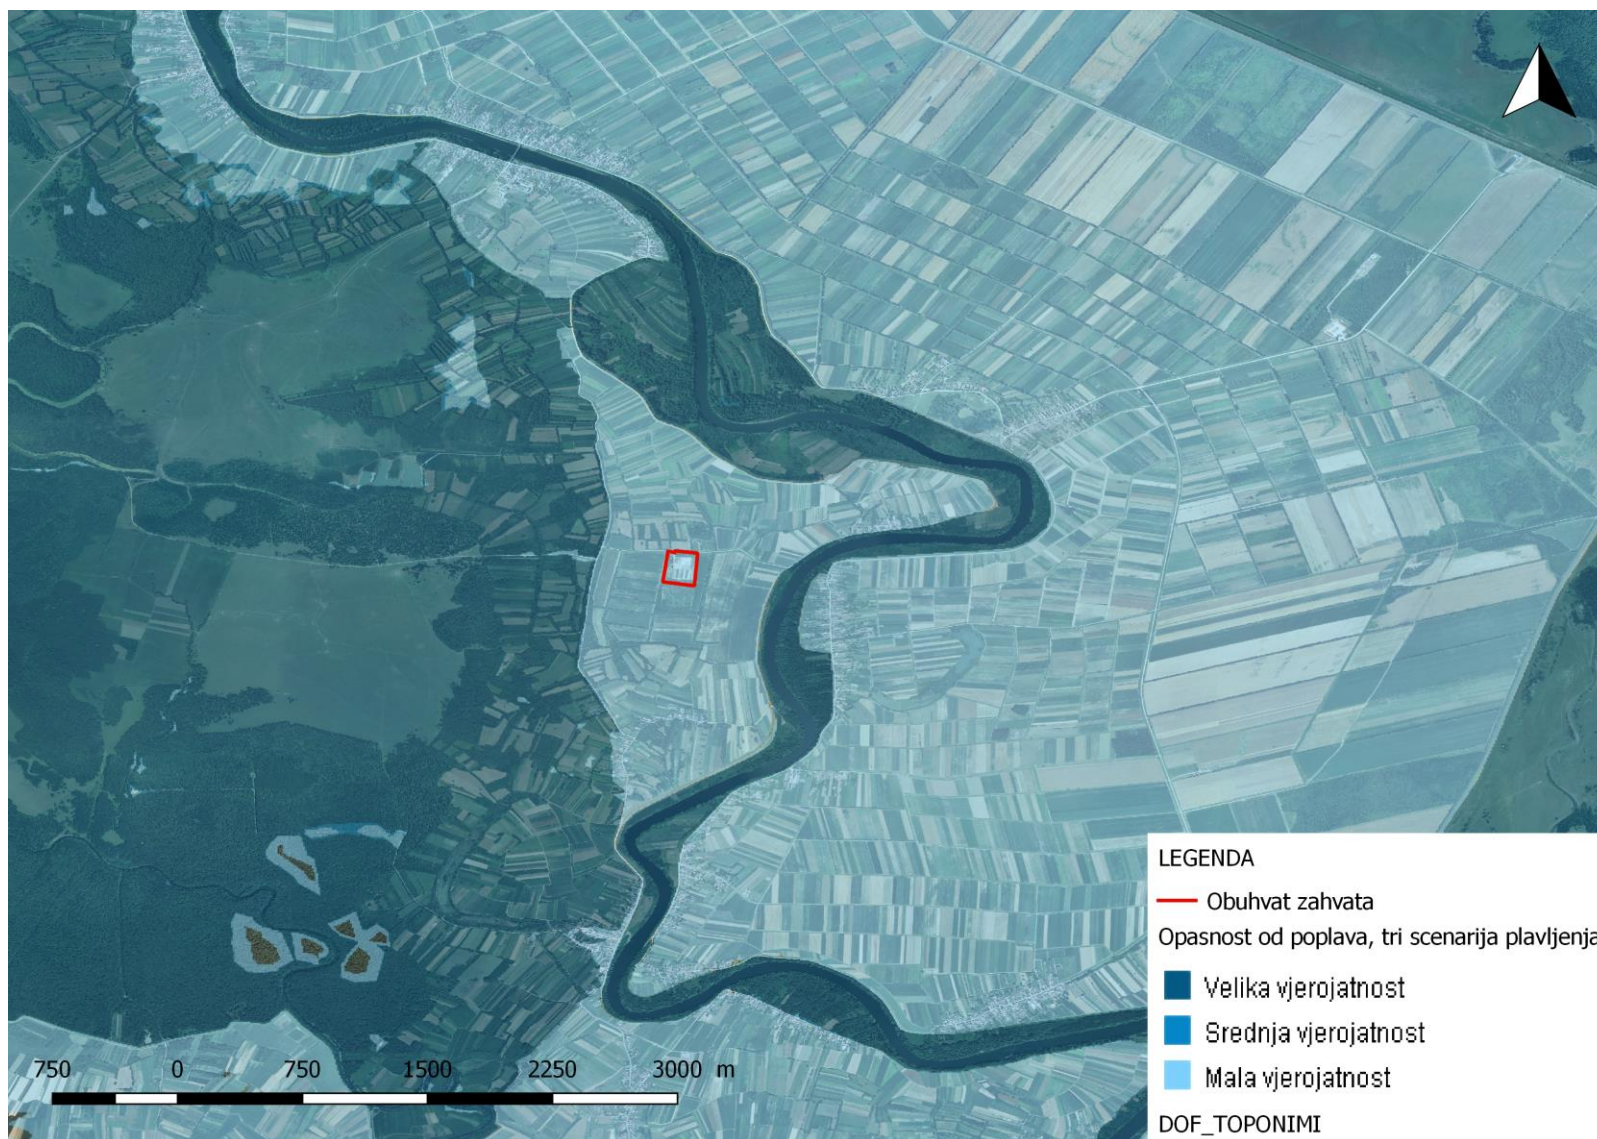 LEGENDA
Obuhvat zahvata
Opasnost od poplava, tri scenarija plavljenja
Velika vjerojatnost
Srednja vjerojatnost
Mala vjerojatnost
DOF_TOPONIMI
750 0 750 1500 2250 3000 m